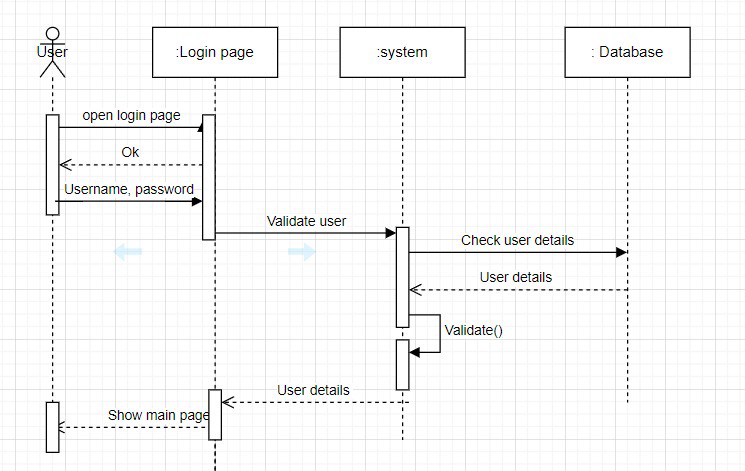 User
:Login page
:system
: Database
open login page
Ok
Username, password
Validate user
Check user details
User details
Validate()
User details
Show main page